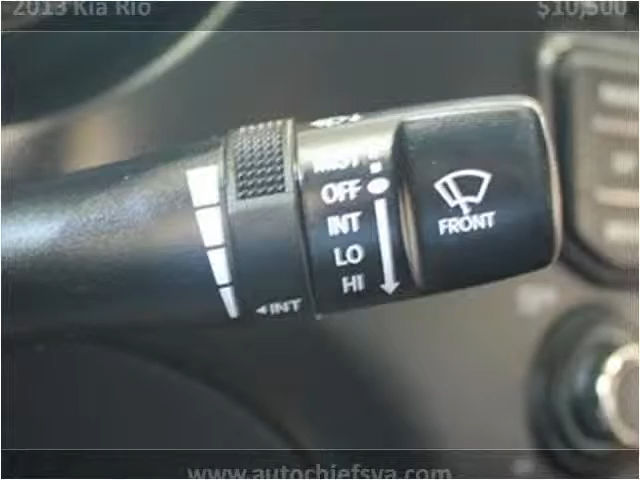 2013 Kia Rio
$10,500
MIST
OFF
INT
LO
HI
FRONT
◄INT
www.autochiefsva.com